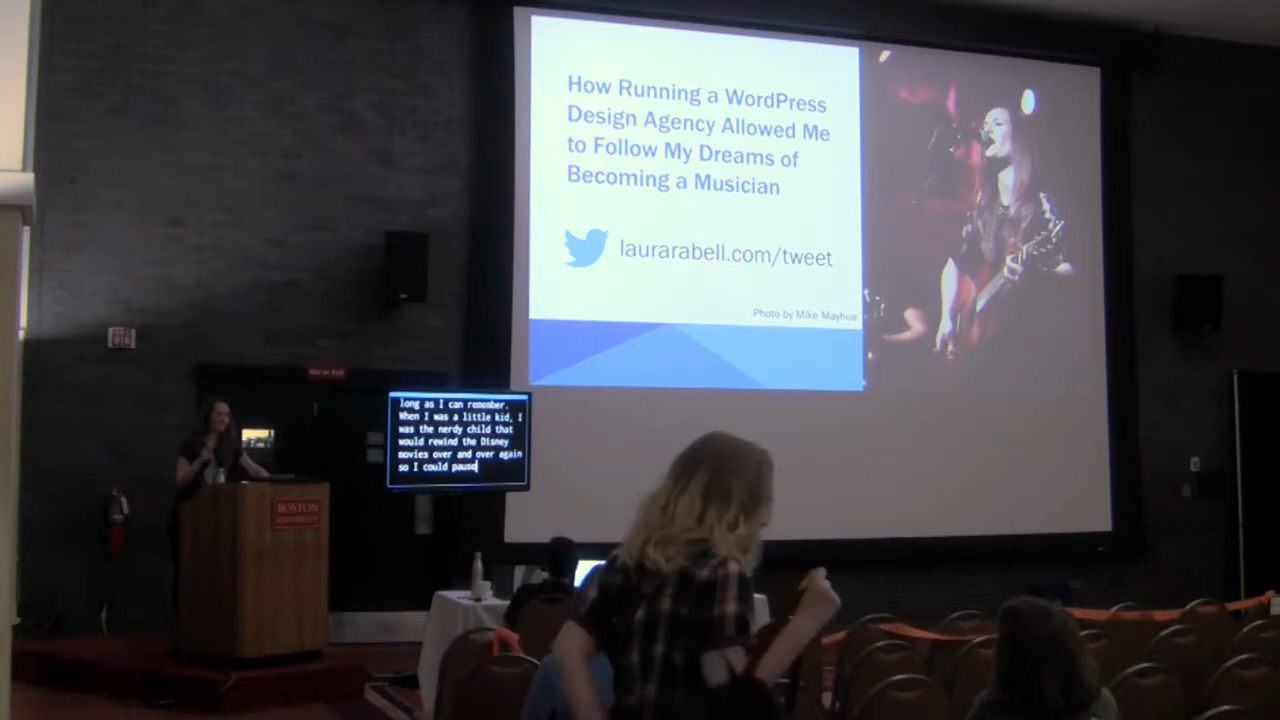 How Running a WordPress
Design Agency Allowed Me
to Follow My Dreams of
Becoming a Musician
laurarabell.com/tweet
Photo by Mike Mayhue
Not an Exit
long as I can remember.
When I was a little kid, I
was the nerdy child that
would rewind the Disney
movies over and over again
so I could pause
BOSTON
UNIVERSITY